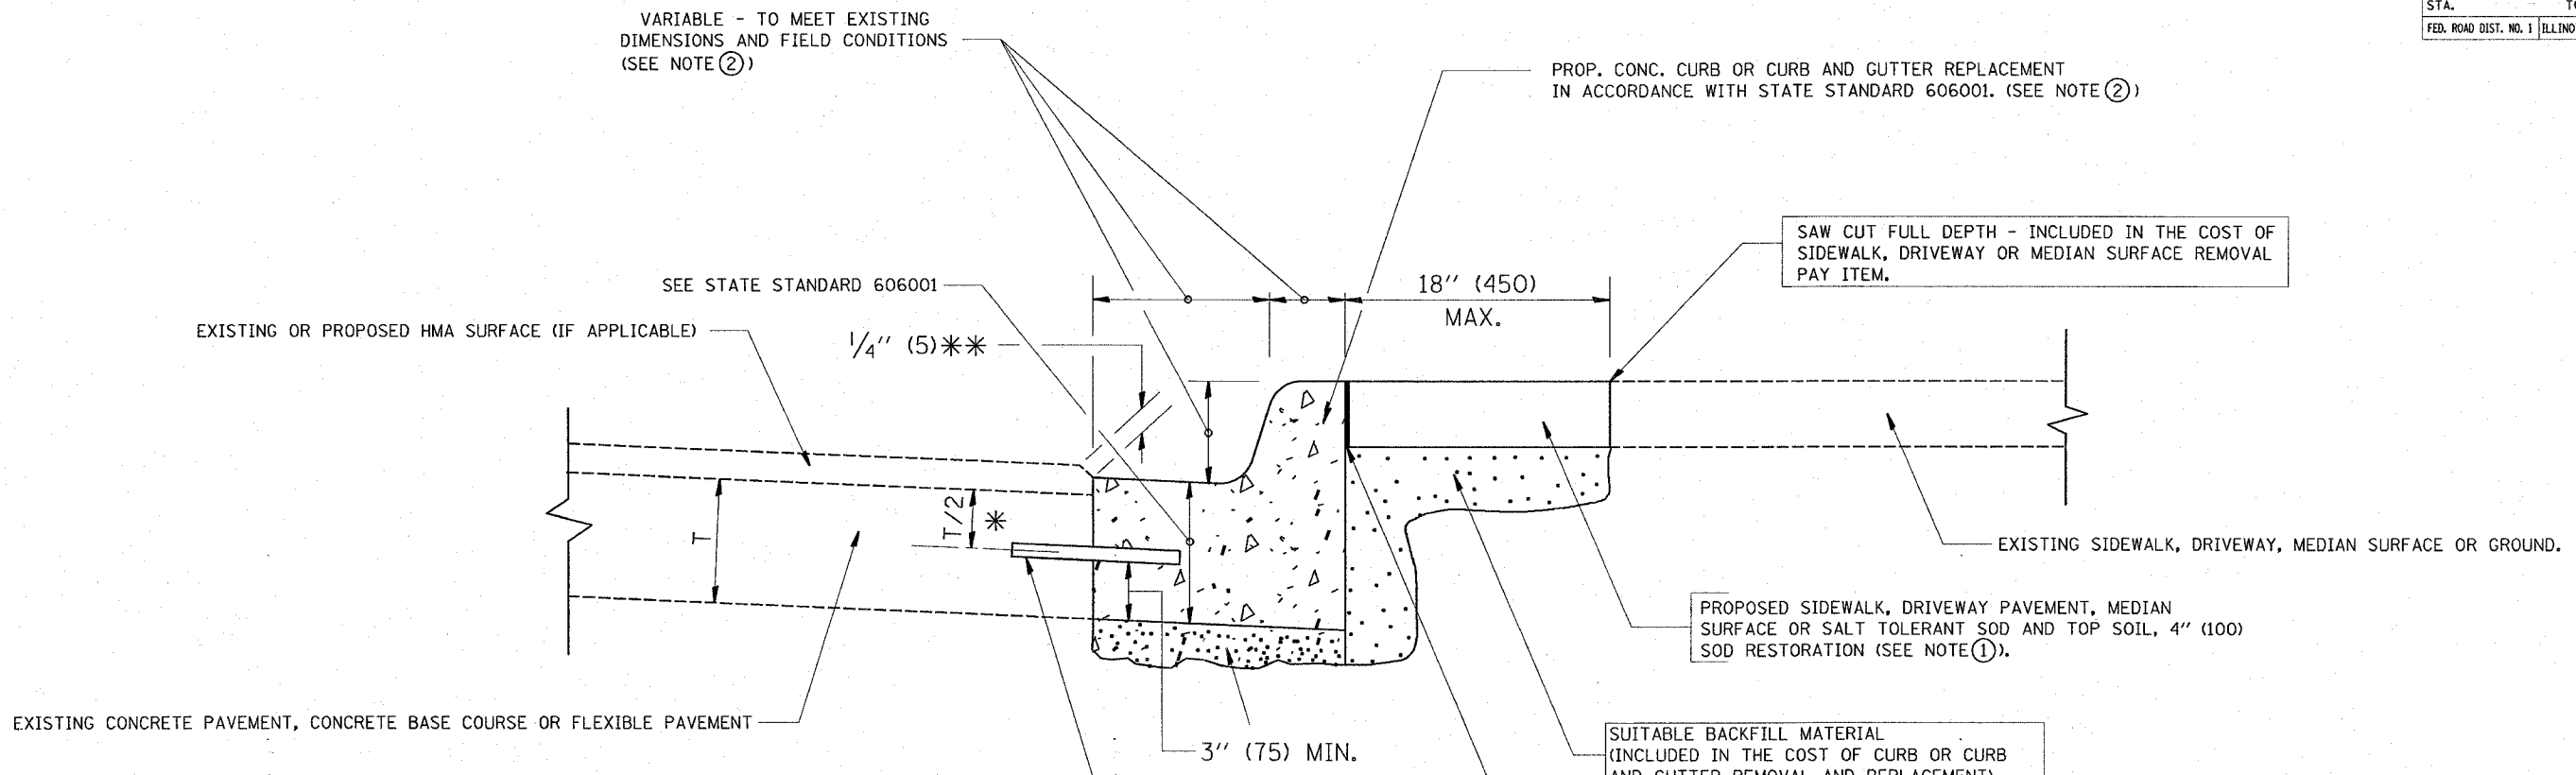 STA.
FED. ROAD DIST. NO. 1
VARIABLE - TO MEET EXISTING
DIMENSIONS AND FIELD CONDITIONS
(SEE NOTE ②)
PROP. CONC. CURB OR CURB AND GUTTER REPLACEMENT
IN ACCORDANCE WITH STATE STANDARD 606001. (SEE NOTE ②)
SAW CUT FULL DEPTH - INCLUDED IN THE COST OF
SIDEWALK, DRIVEWAY OR MEDIAN SURFACE REMOVAL
PAY ITEM.
SEE STATE STANDARD 606001
18" (450)
MAX.
EXISTING OR PROPOSED HMA SURFACE (IF APPLICABLE)
1/4" (5)**
T
T/2
*
EXISTING SIDEWALK, DRIVEWAY, MEDIAN SURFACE OR GROUND.
PROPOSED SIDEWALK, DRIVEWAY PAVEMENT, MEDIAN
SURFACE OR SALT TOLERANT SOD AND TOP SOIL, 4" (100)
SOD RESTORATION (SEE NOTE ①).
EXISTING CONCRETE PAVEMENT, CONCRETE BASE COURSE OR FLEXIBLE PAVEMENT
3" (75) MIN.
SUITABLE BACKFILL MATERIAL
(INCLUDED IN THE COST OF CURB OR CURB
AND GUTTER REMOVAL AND REPLACEMENT)